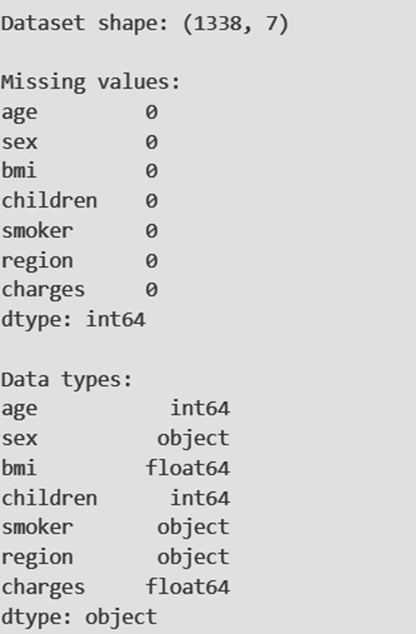 Dataset shape: (1338, 7)
Missing values:
age 0
sex 0
bmi 0
children 0
smoker 0
region 0
charges 0
dtype: int64
Data types:
age int64
sex object
bmi float64
children int64
smoker object
region object
charges float64
dtype: object